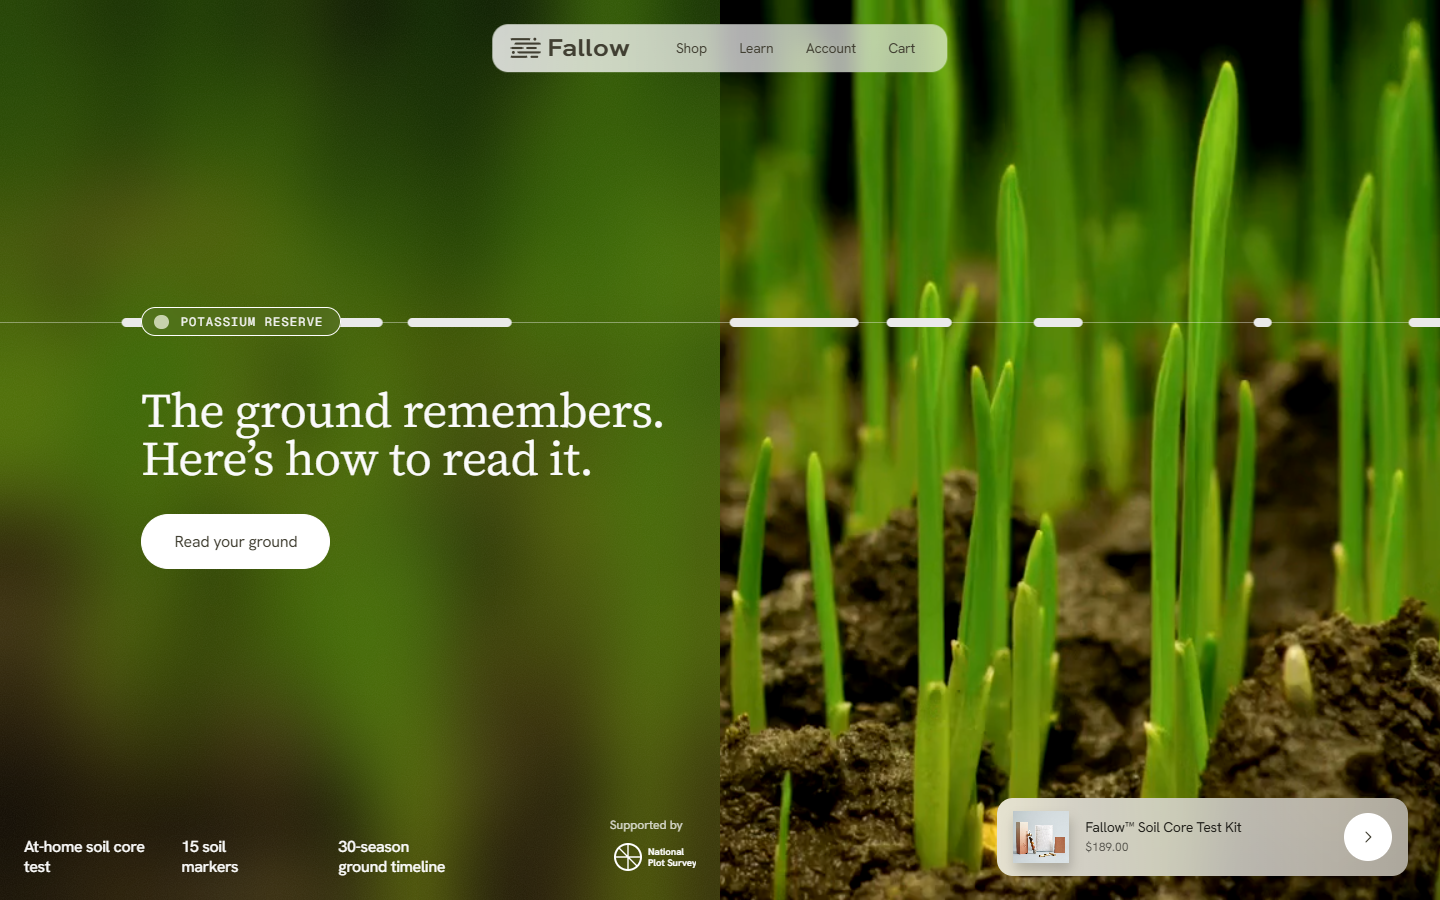 Fallow
Shop
Learn
Account
Cart
POTASSIUM RESERVE
The ground remembers.
Here’s how to read it.
Read your ground
At-home soil core
test
15 soil
markers
30-season
ground timeline
Supported by
National
Plot Survey
Fallow™ Soil Core Test Kit
$189.00